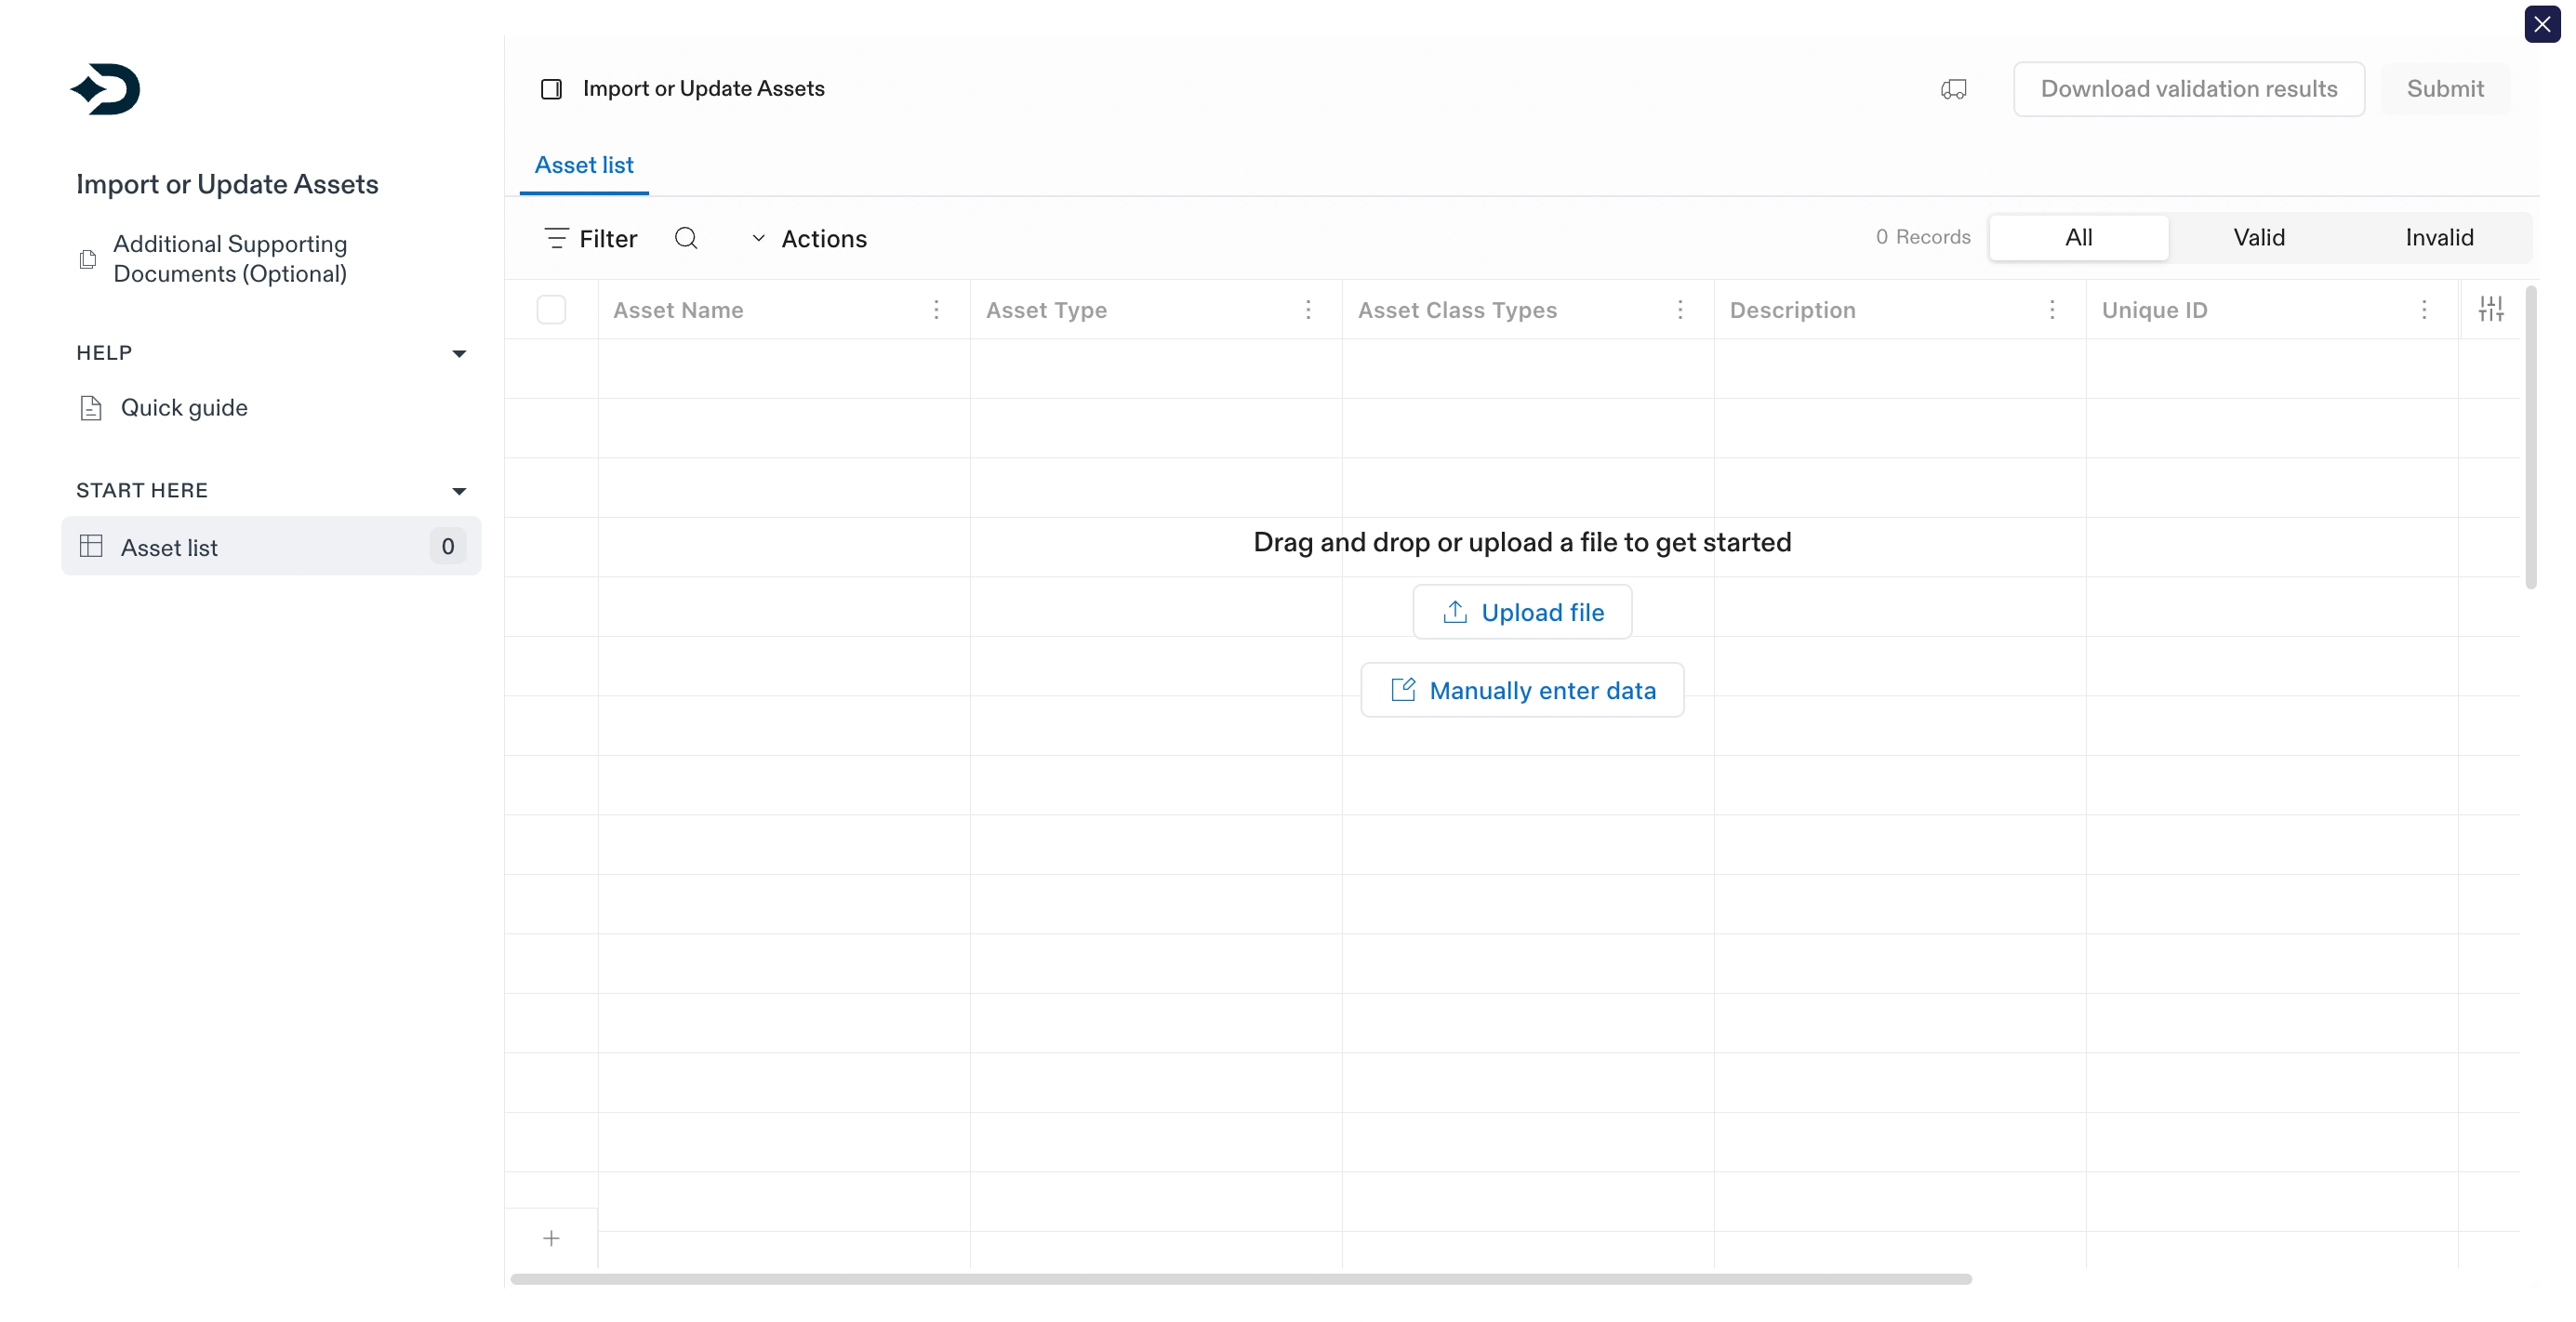 Import or Update Assets
Additional Supporting
Documents (Optional)
HELP
Quick guide
START HERE
Asset list 0
Import or Update Assets
Download validation results
Submit
Asset list
Filter
Actions
0 Records
All
Valid
Invalid
Asset Name
Asset Type
Asset Class Types
Description
Unique ID
Drag and drop or upload a file to get started
Upload file
Manually enter data